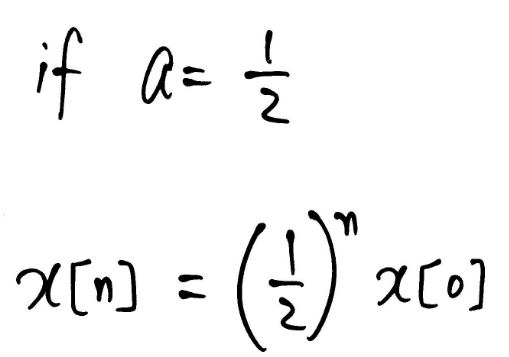 if a = 1/2
x[n] = (1/2)^n x[0]